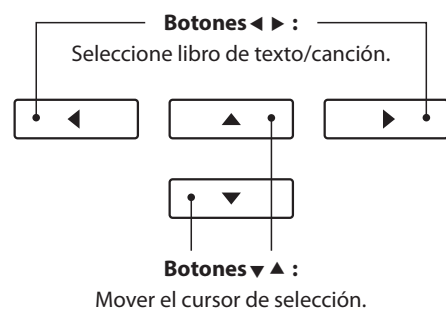 Botones ◀ ▶ :
Seleccione libro de texto/canción.
◀ ▲ ▶
▼
Botones ▼ ▲ :
Mover el cursor de selección.